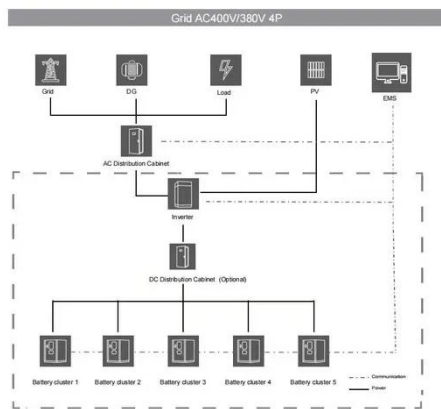 Grid AC400V/380V 4P
Grid
DG
Load
PV
EMS
AC Distribution Cabinet
Inverter
DC Distribution Cabinet (Optional)
Battery cluster 1
Battery cluster 2
Battery cluster 3
Battery cluster 4
Battery cluster 5
Communication
Power